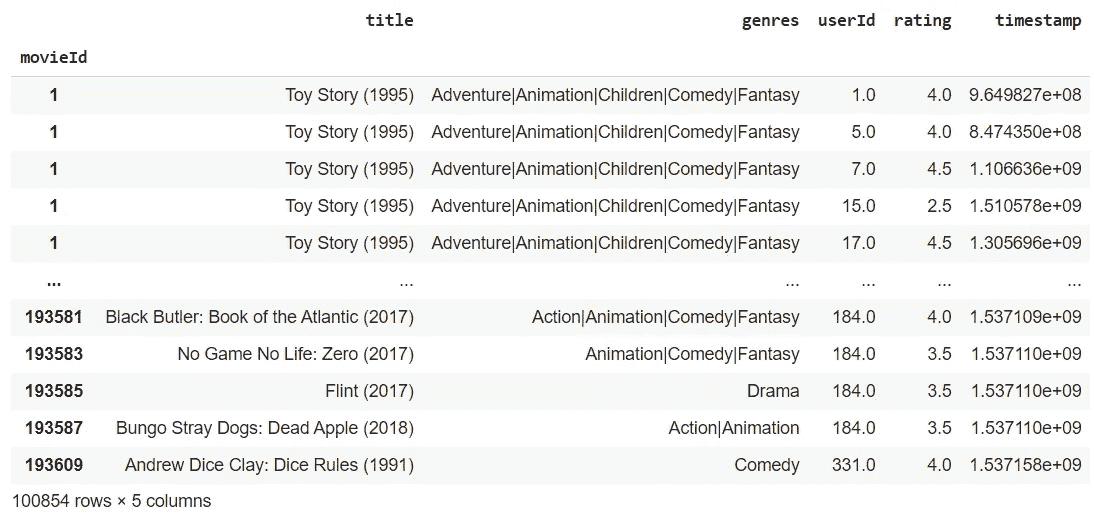 title genres userId rating timestamp
movieId
1 Toy Story (1995) Adventure|Animation|Children|Comedy|Fantasy 1.0 4.0 9.649827e+08
1 Toy Story (1995) Adventure|Animation|Children|Comedy|Fantasy 5.0 4.0 8.474350e+08
1 Toy Story (1995) Adventure|Animation|Children|Comedy|Fantasy 7.0 4.5 1.106636e+09
1 Toy Story (1995) Adventure|Animation|Children|Comedy|Fantasy 15.0 2.5 1.510578e+09
1 Toy Story (1995) Adventure|Animation|Children|Comedy|Fantasy 17.0 4.5 1.305696e+09
... ... ... ... ... ...
193581 Black Butler: Book of the Atlantic (2017) Action|Animation|Comedy|Fantasy 184.0 4.0 1.537109e+09
193583 No Game No Life: Zero (2017) Animation|Comedy|Fantasy 184.0 3.5 1.537110e+09
193585 Flint (2017) Drama 184.0 3.5 1.537110e+09
193587 Bungo Stray Dogs: Dead Apple (2018) Action|Animation 184.0 3.5 1.537110e+09
193609 Andrew Dice Clay: Dice Rules (1991) Comedy 331.0 4.0 1.537158e+09
100854 rows × 5 columns